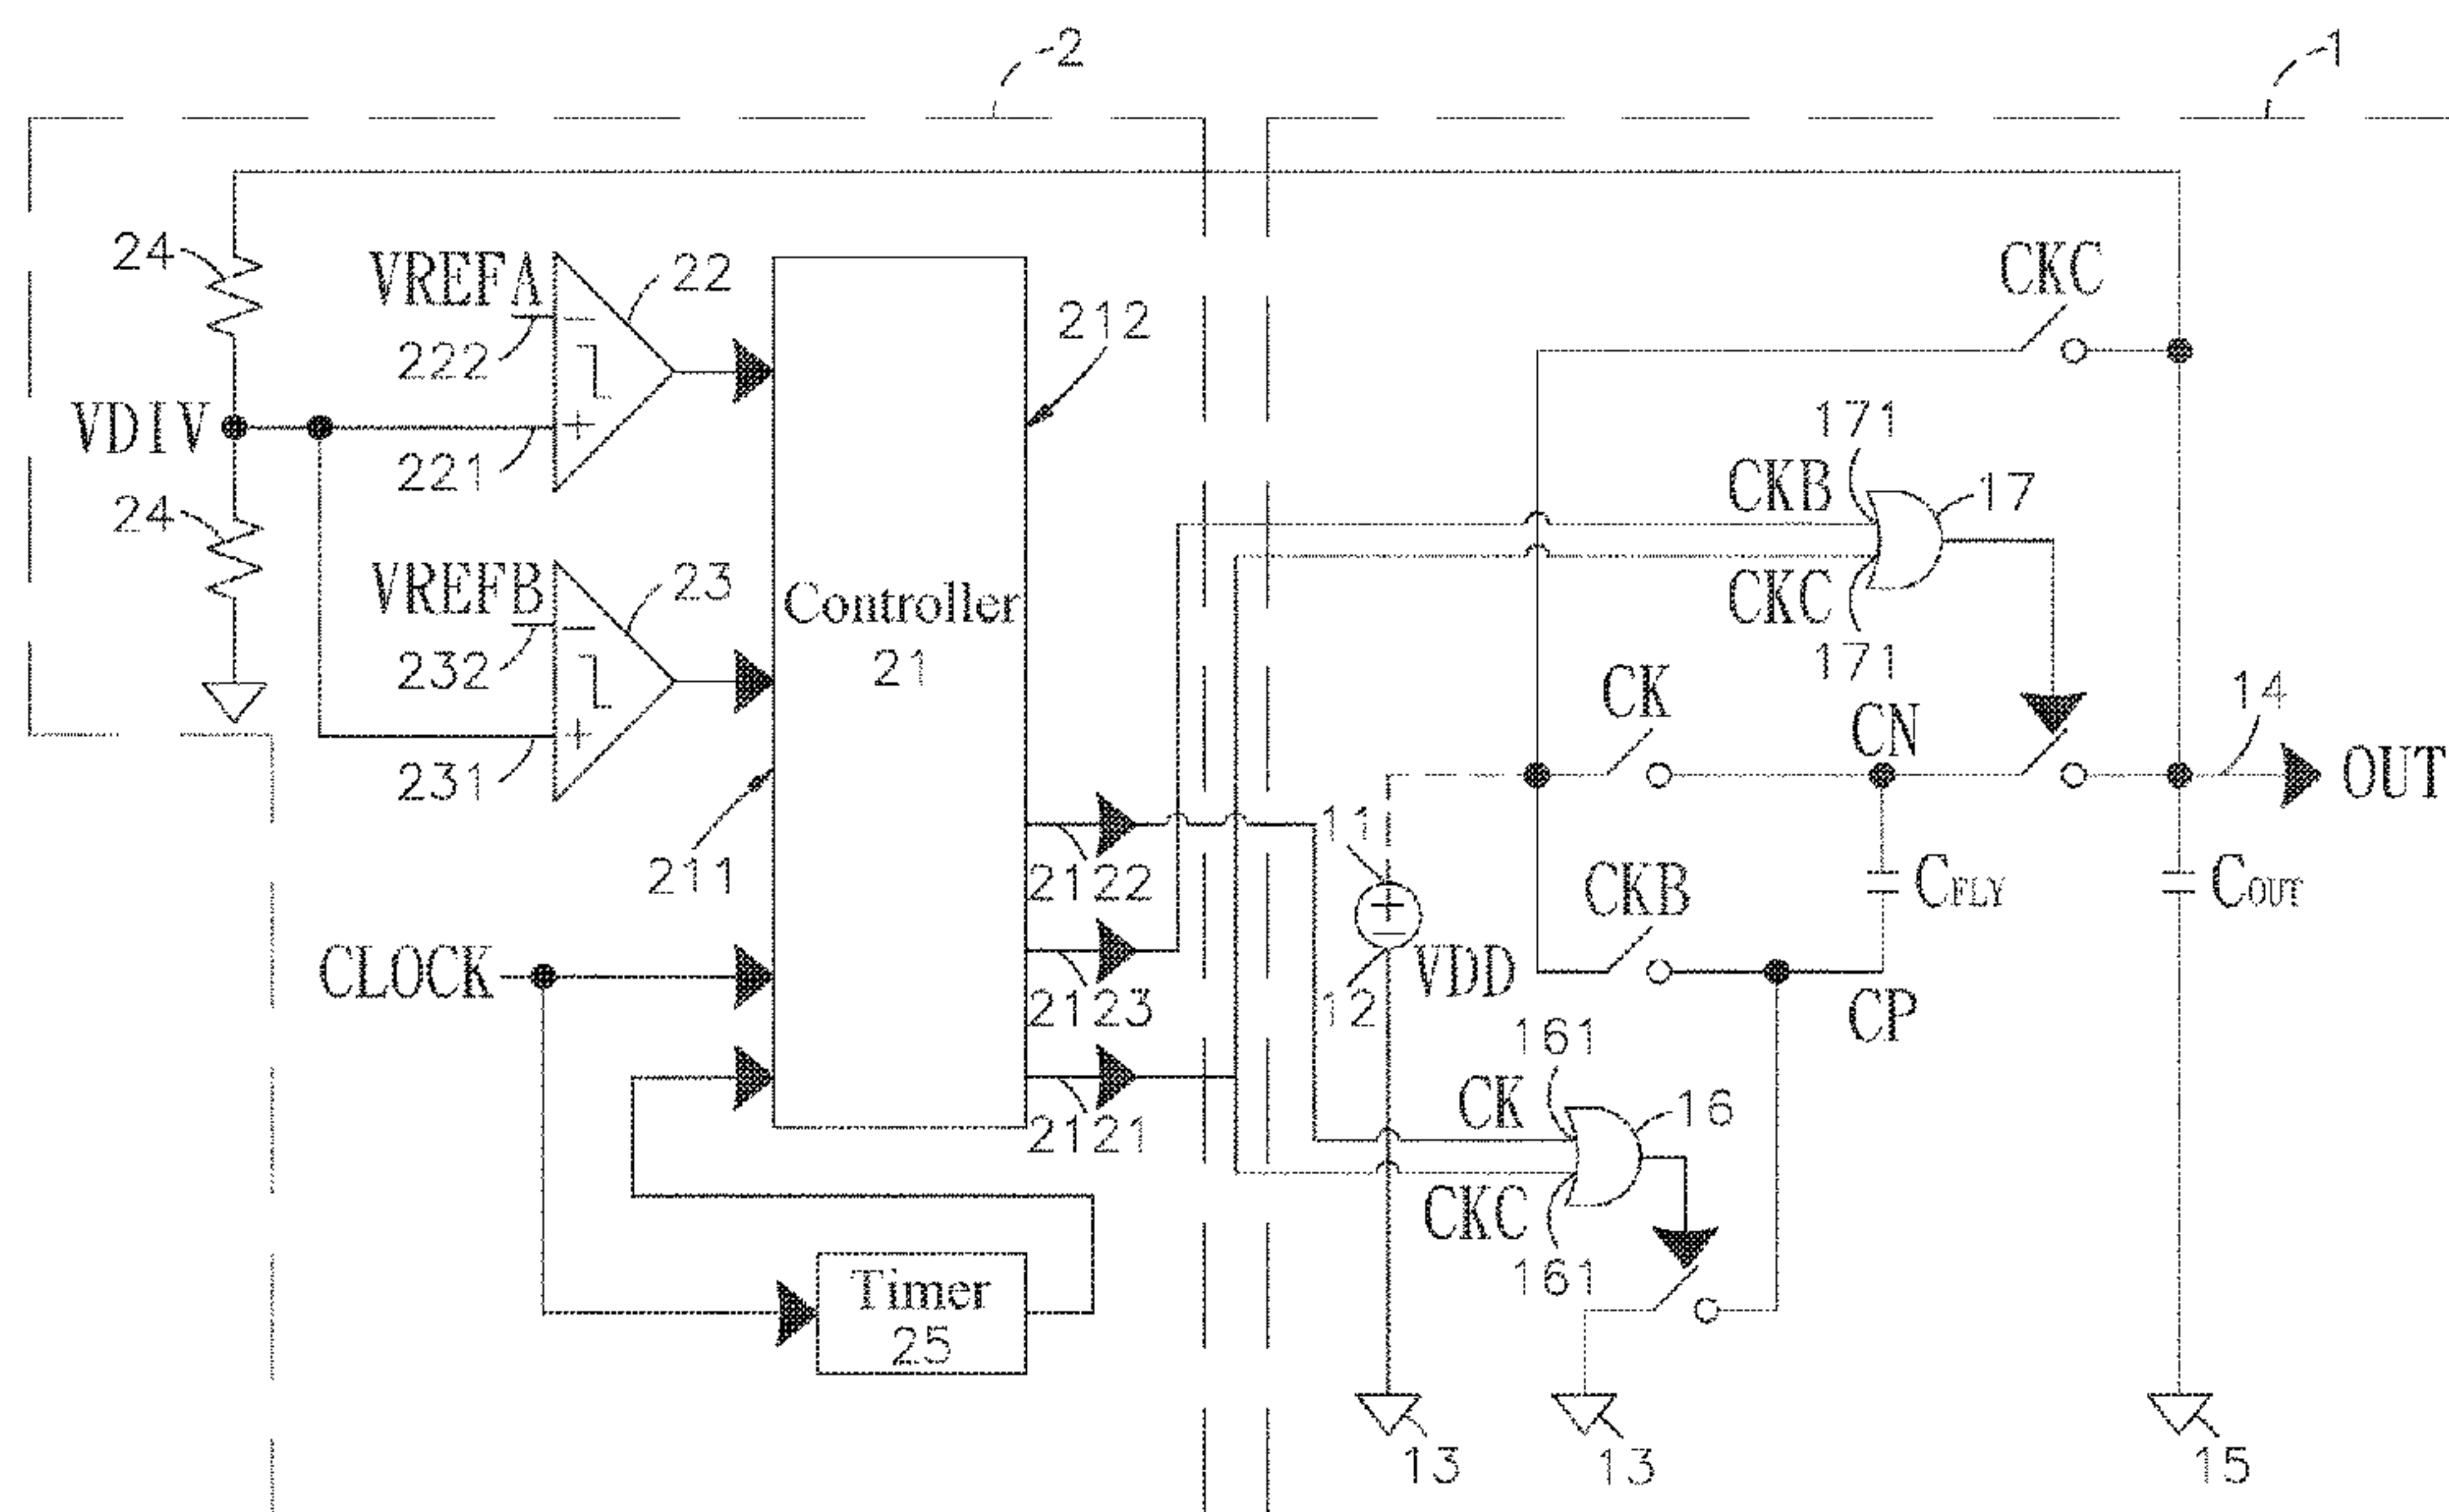 2
1
24
VREFA
22
CKC
222
212
VDIV
221
171
CKB
17
24
VREFB
23
CKC
171
232
Controller
21
CK
CN
14
231
OUT
211
11
2122
CKB
CFLY
COUT
CLOCK
VDD
12
2123
CP
161
CK
16
2121
CKC
161
Timer
25
13
13
15